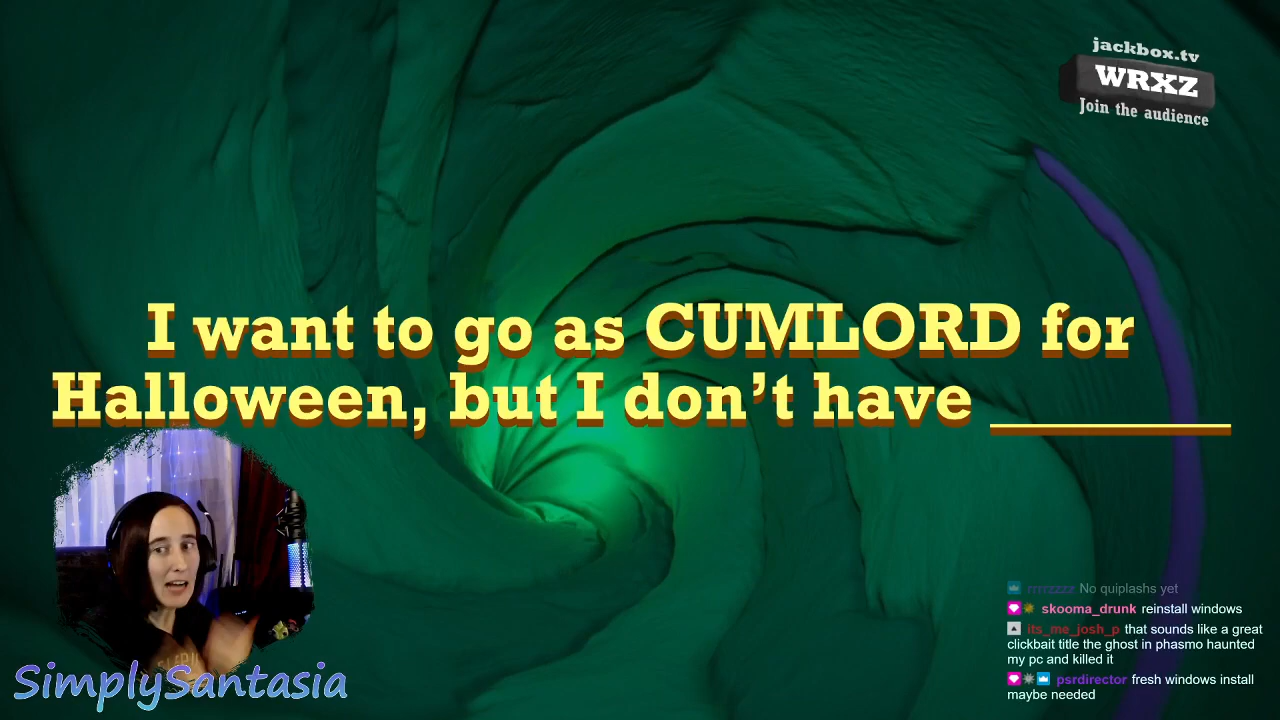 jackbox.tv
WRXZ
Join the audience
I want to go as CUMLORD for
Halloween, but I don't have ________
SimplySantasia
rrrrzzzz No quiplashs yet
skooma_drunk reinstall windows
its_me_josh_p that sounds like a great
clickbait title the ghost in phasmo haunted
my pc and killed it
psrdirector fresh windows install
maybe needed